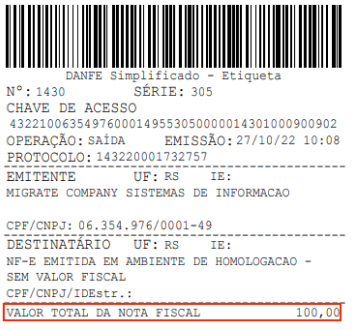 DANFE Simplificado - Etiqueta
N°: 1430 SÉRIE: 305
CHAVE DE ACESSO
43221006354976000149553050000014301000900902
OPERAÇÃO: SAÍDA EMISSÃO: 27/10/22 10:08
PROTOCOLO: 143220001732757
EMITENTE UF: RS IE:
MIGRATE COMPANY SISTEMAS DE INFORMACAO
CPF/CNPJ: 06.354.976/0001-49
DESTINATÁRIO UF: RS IE:
NF-E EMITIDA EM AMBIENTE DE HOMOLOGACAO -
SEM VALOR FISCAL
CPF/CNPJ/IDEstr.:
VALOR TOTAL DA NOTA FISCAL 100,00